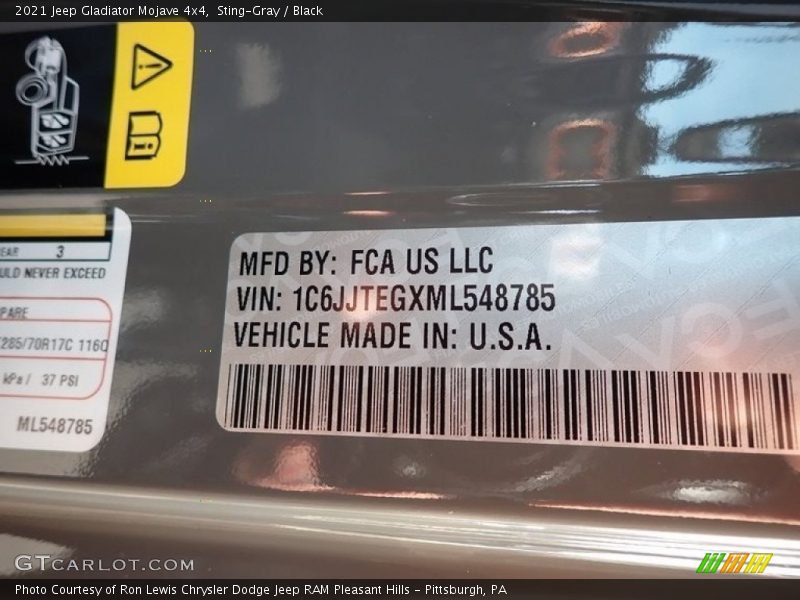 2021 Jeep Gladiator Mojave 4x4, Sting-Gray / Black
EAR 3
ULD NEVER EXCEED
PARE
285/70R17C 116Q
kPa / 37 PSI
ML548785
MFD BY: FCA US LLC
VIN: 1C6JJTEGXML548785
VEHICLE MADE IN: U.S.A.
GTCARLOT.COM
Photo Courtesy of Ron Lewis Chrysler Dodge Jeep RAM Pleasant Hills - Pittsburgh, PA